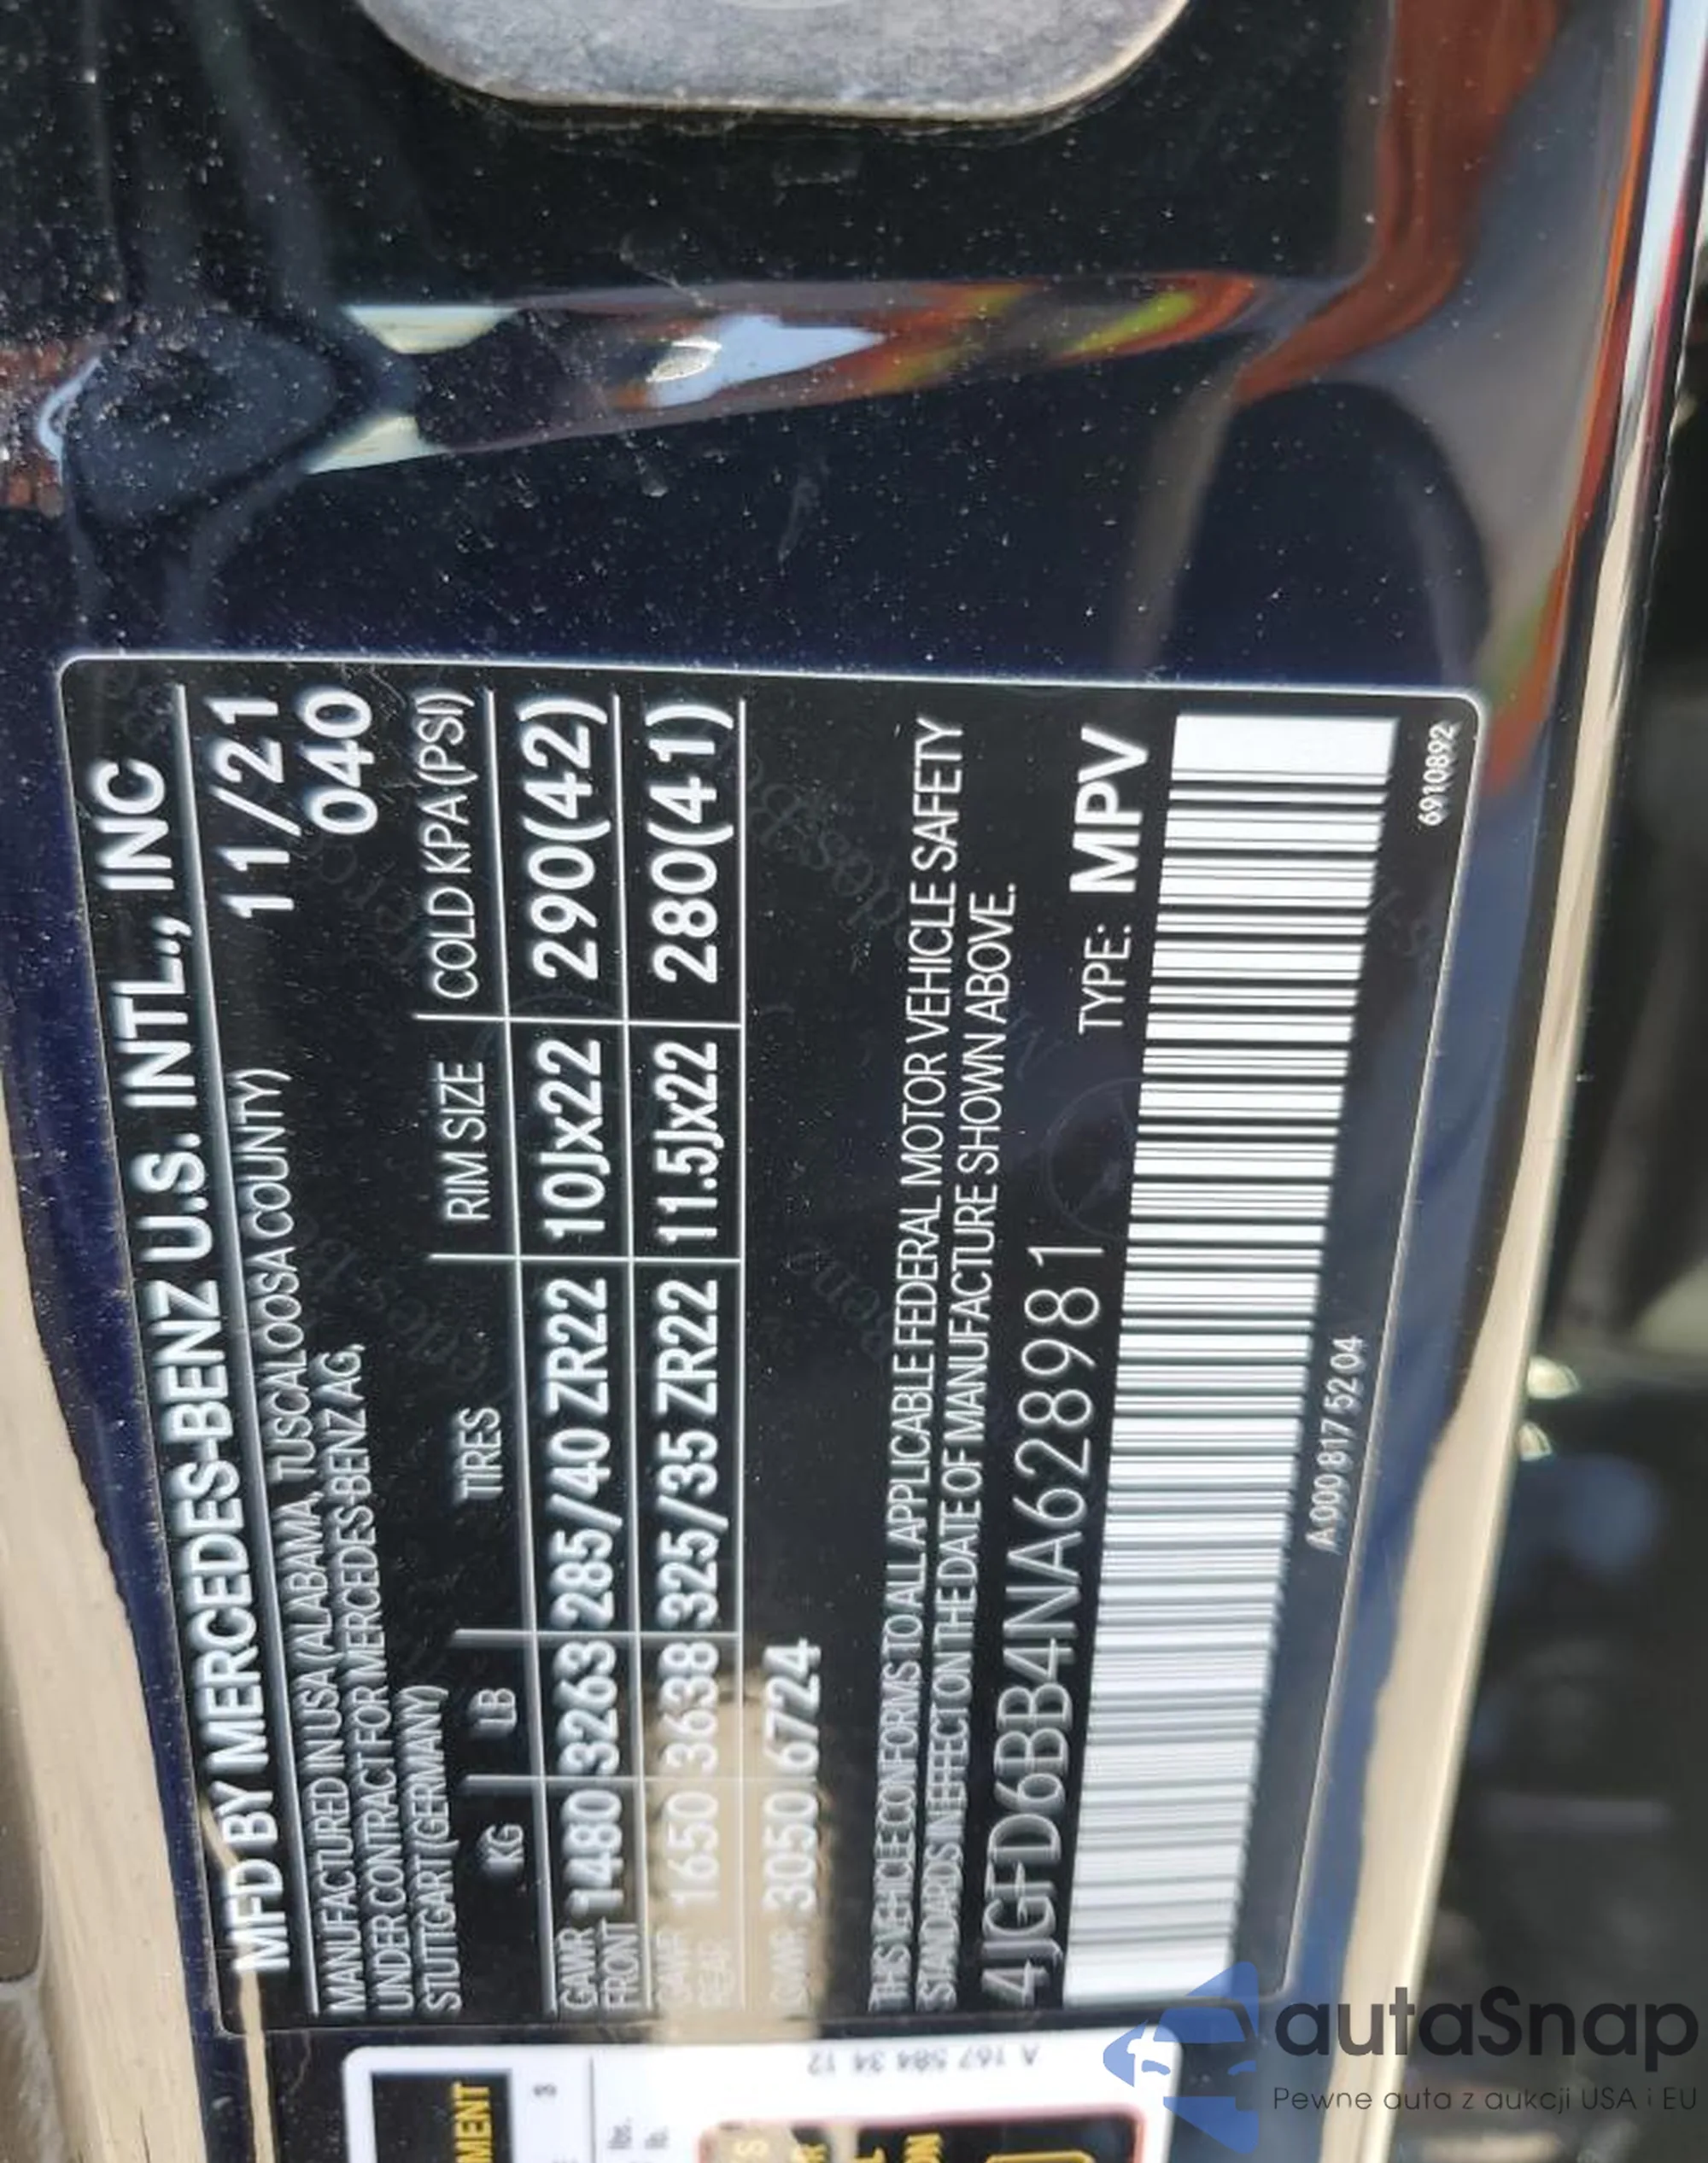 MFD BY MERCEDES-BENZ U.S. INTL., INC
MANUFACTURED IN USA (ALABAMA, TUSCALOOSA COUNTY) 11/21
UNDER CONTRACT FOR MERCEDES-BENZ AG, 040
STUTTGART (GERMANY)
KG LB TIRES RIM SIZE COLD KPA (PSI)
GAWR FRONT 1480 3263 285/40 ZR22 10Jx22 290(42)
GAWR REAR 1650 3638 325/35 ZR22 11.5Jx22 280(41)
GVWR 3050 6724
THIS VEHICLE CONFORMS TO ALL APPLICABLE FEDERAL MOTOR VEHICLE SAFETY
STANDARDS IN EFFECT ON THE DATE OF MANUFACTURE SHOWN ABOVE.
4JGFD6BB4NA628981 TYPE: MPV
A 000 817 52 04
6910892
A 167 584 34 12
autaSnap
Pewne auta z aukcji USA i EU